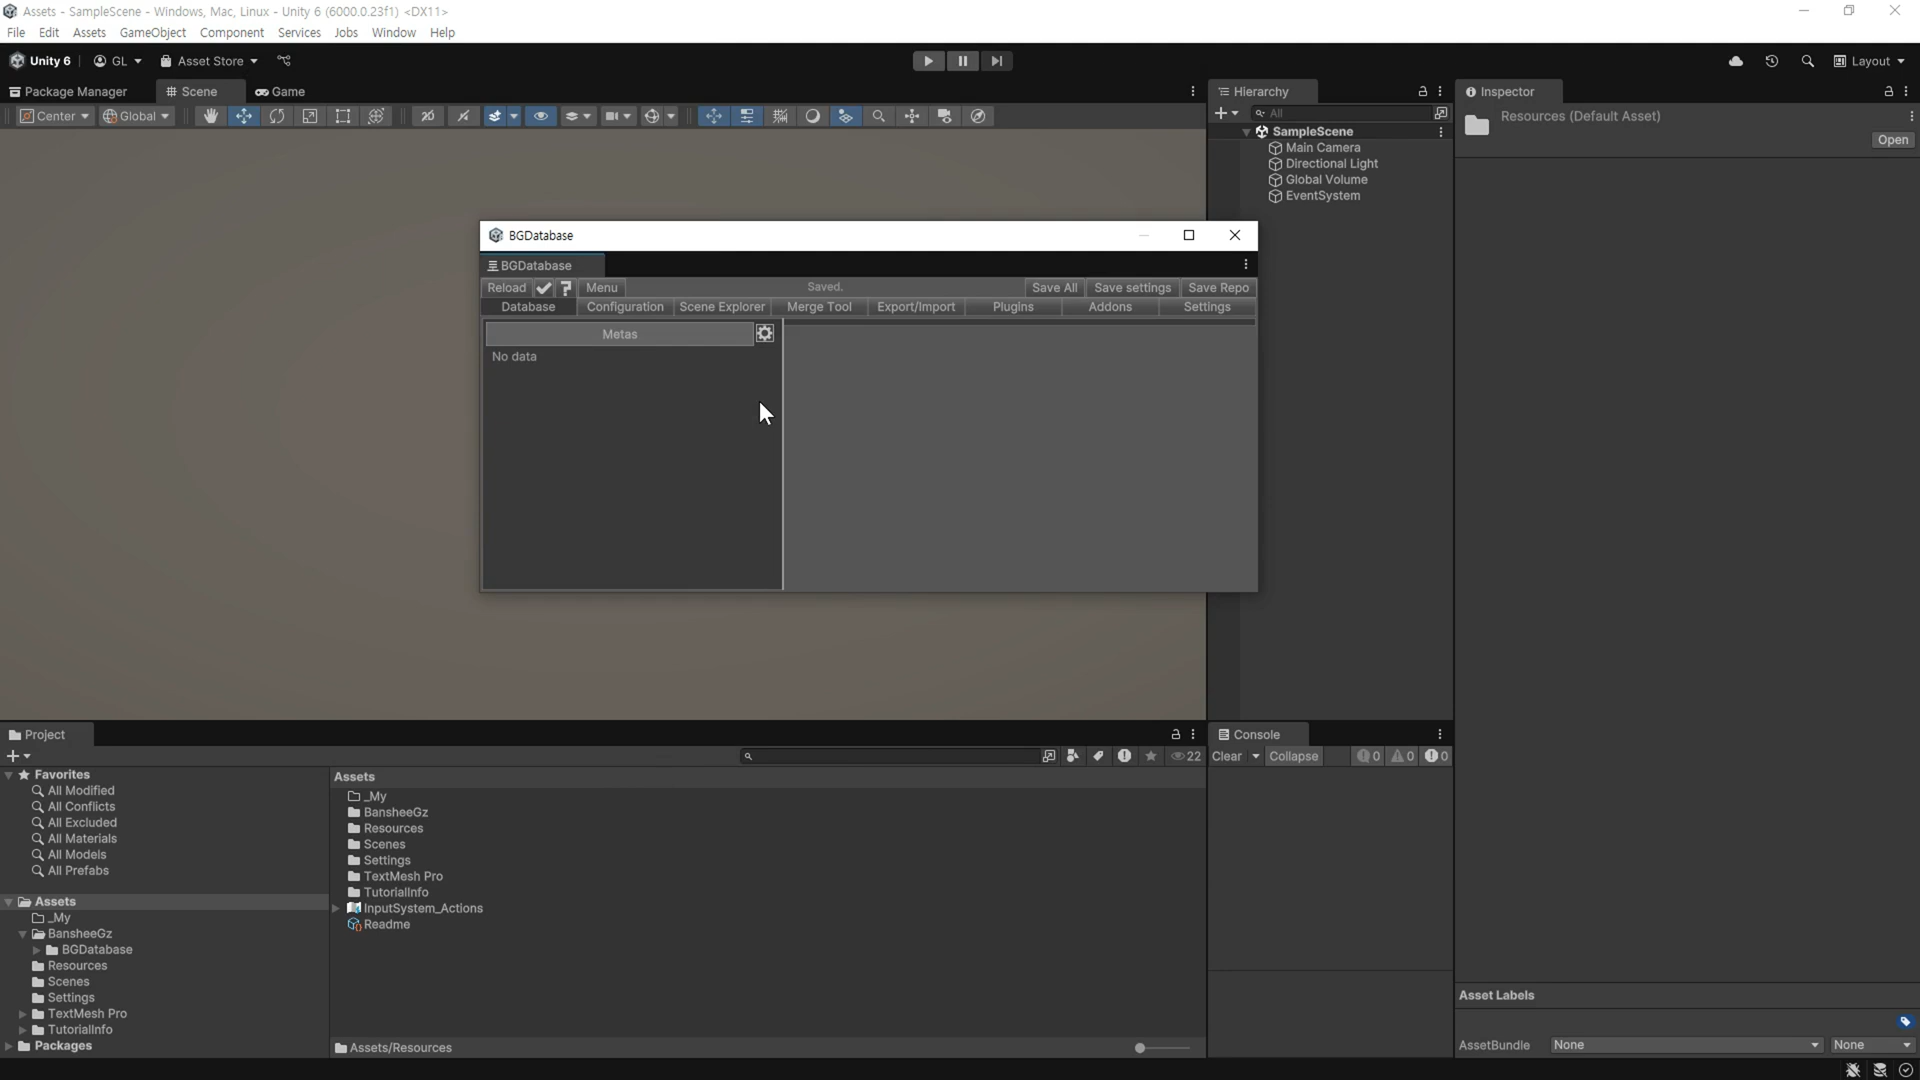 Assets - SampleScene - Windows, Mac, Linux - Unity 6 (6000.0.23f1) <DX11>
File Edit Assets GameObject Component Services Jobs Window Help
Unity 6 GL Asset Store Layout
Package Manager Scene Game
Center Global
Hierarchy
All
SampleScene
Main Camera
Directional Light
Global Volume
EventSystem
Inspector
Resources (Default Asset)
Open
BGDatabase
BGDatabase
Reload Menu Saved. Save All Save settings Save Repo
Database Configuration Scene Explorer Merge Tool Export/Import Plugins Addons Settings
Metas
No data
Project
22
Favorites
All Modified
All Conflicts
All Excluded
All Materials
All Models
All Prefabs
Assets
_My
BansheeGz
BGDatabase
Resources
Scenes
Settings
TextMesh Pro
TutorialInfo
Packages
Assets
_My
BansheeGz
Resources
Scenes
Settings
TextMesh Pro
TutorialInfo
InputSystem_Actions
Readme
Assets/Resources
Console
Clear Collapse 0 0 0
Asset Labels
AssetBundle None None